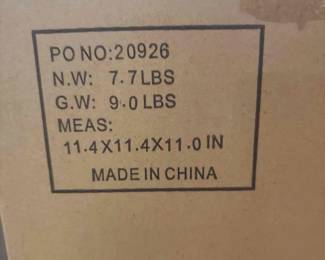 PO NO:20926
N.W: 7.7LBS
G.W: 9.0LBS
MEAS:
11.4X11.4X11.0 IN
MADE IN CHINA